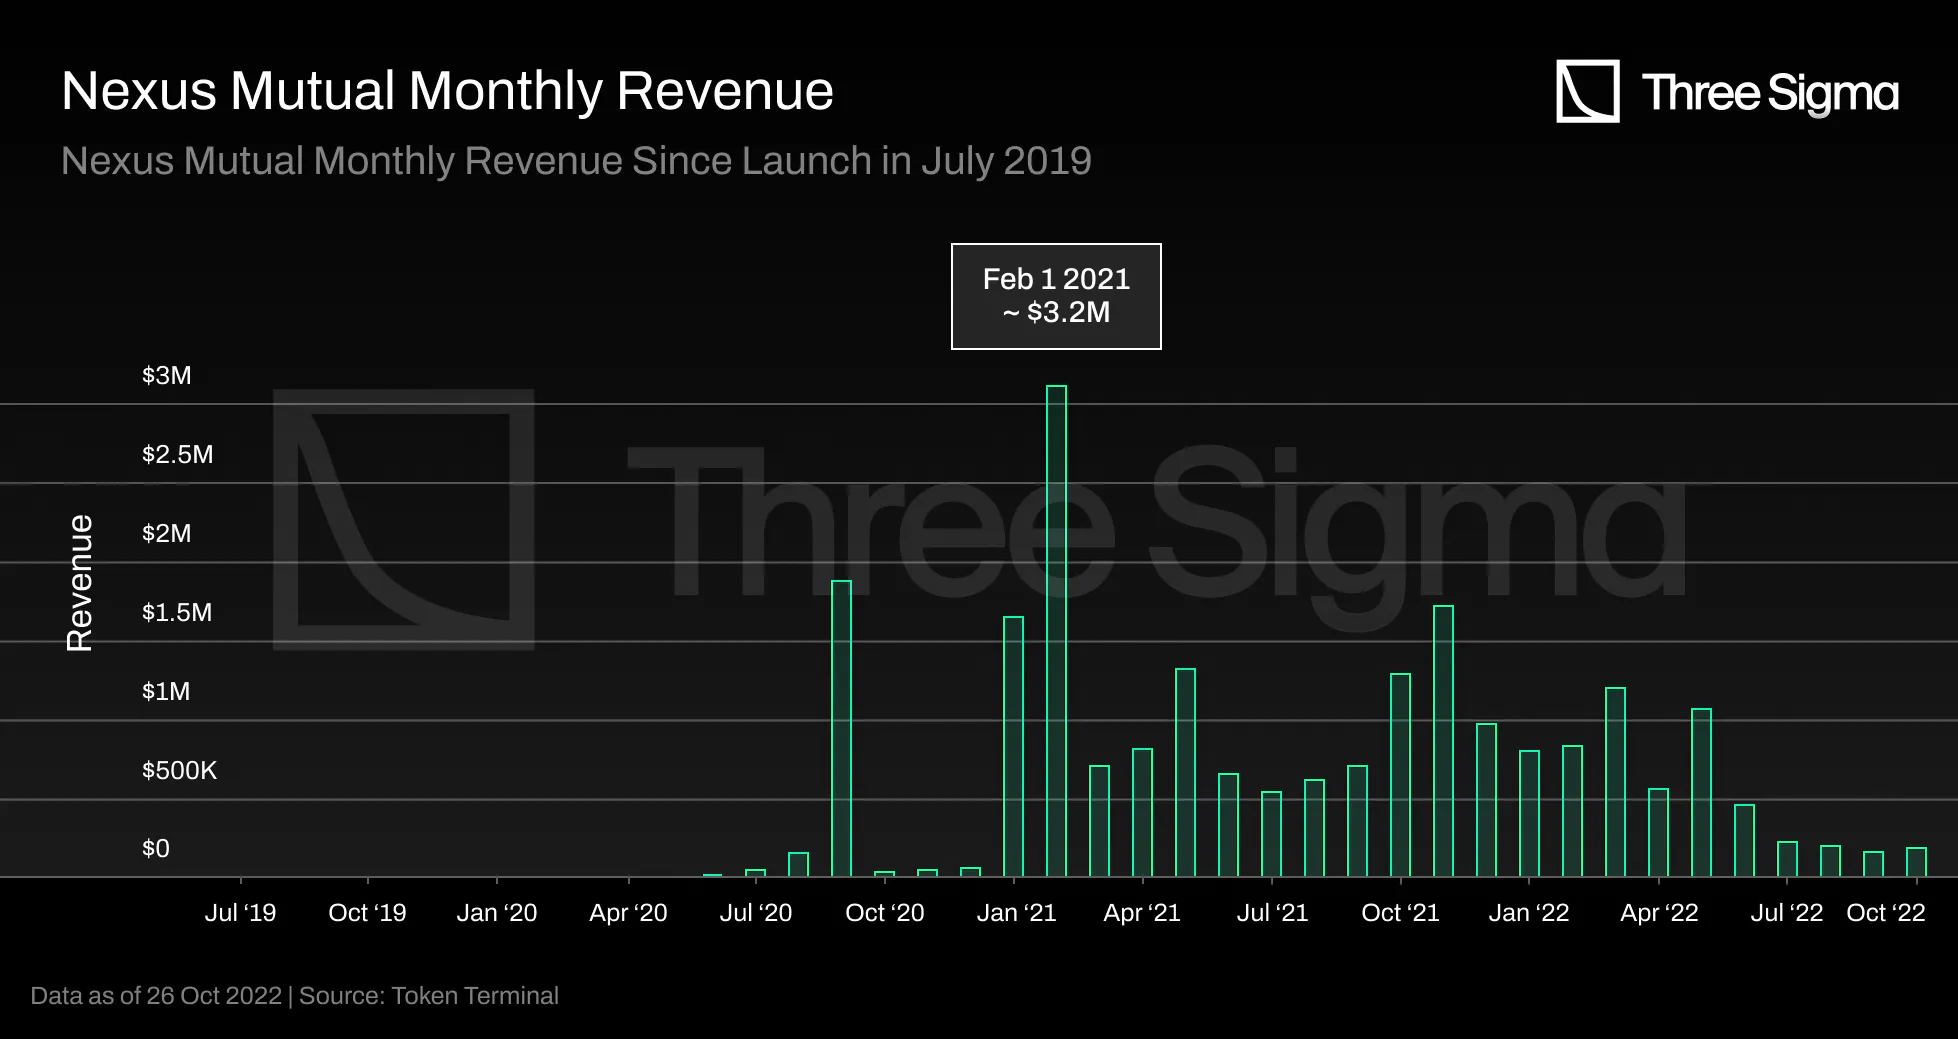 Nexus Mutual Monthly Revenue
Three Sigma
Nexus Mutual Monthly Revenue Since Launch in July 2019
Feb 1 2021
~ $3.2M
$3M
$2.5M
$2M
$1.5M
$1M
$500K
$0
Revenue
Three Sigma
Jul ‘19
Oct ‘19
Jan ‘20
Apr ‘20
Jul ‘20
Oct ‘20
Jan ‘21
Apr ‘21
Jul ‘21
Oct ‘21
Jan ‘22
Apr ‘22
Jul ‘22
Oct ‘22
Data as of 26 Oct 2022 | Source: Token Terminal